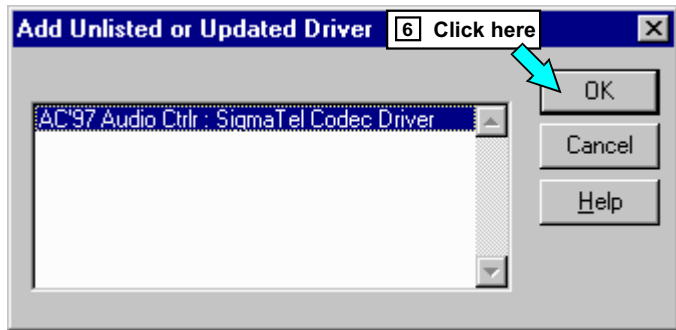 Add Unlisted or Updated Driver
6 Click here
AC'97 Audio Ctrlr : SigmaTel Codec Driver
OK
Cancel
Help